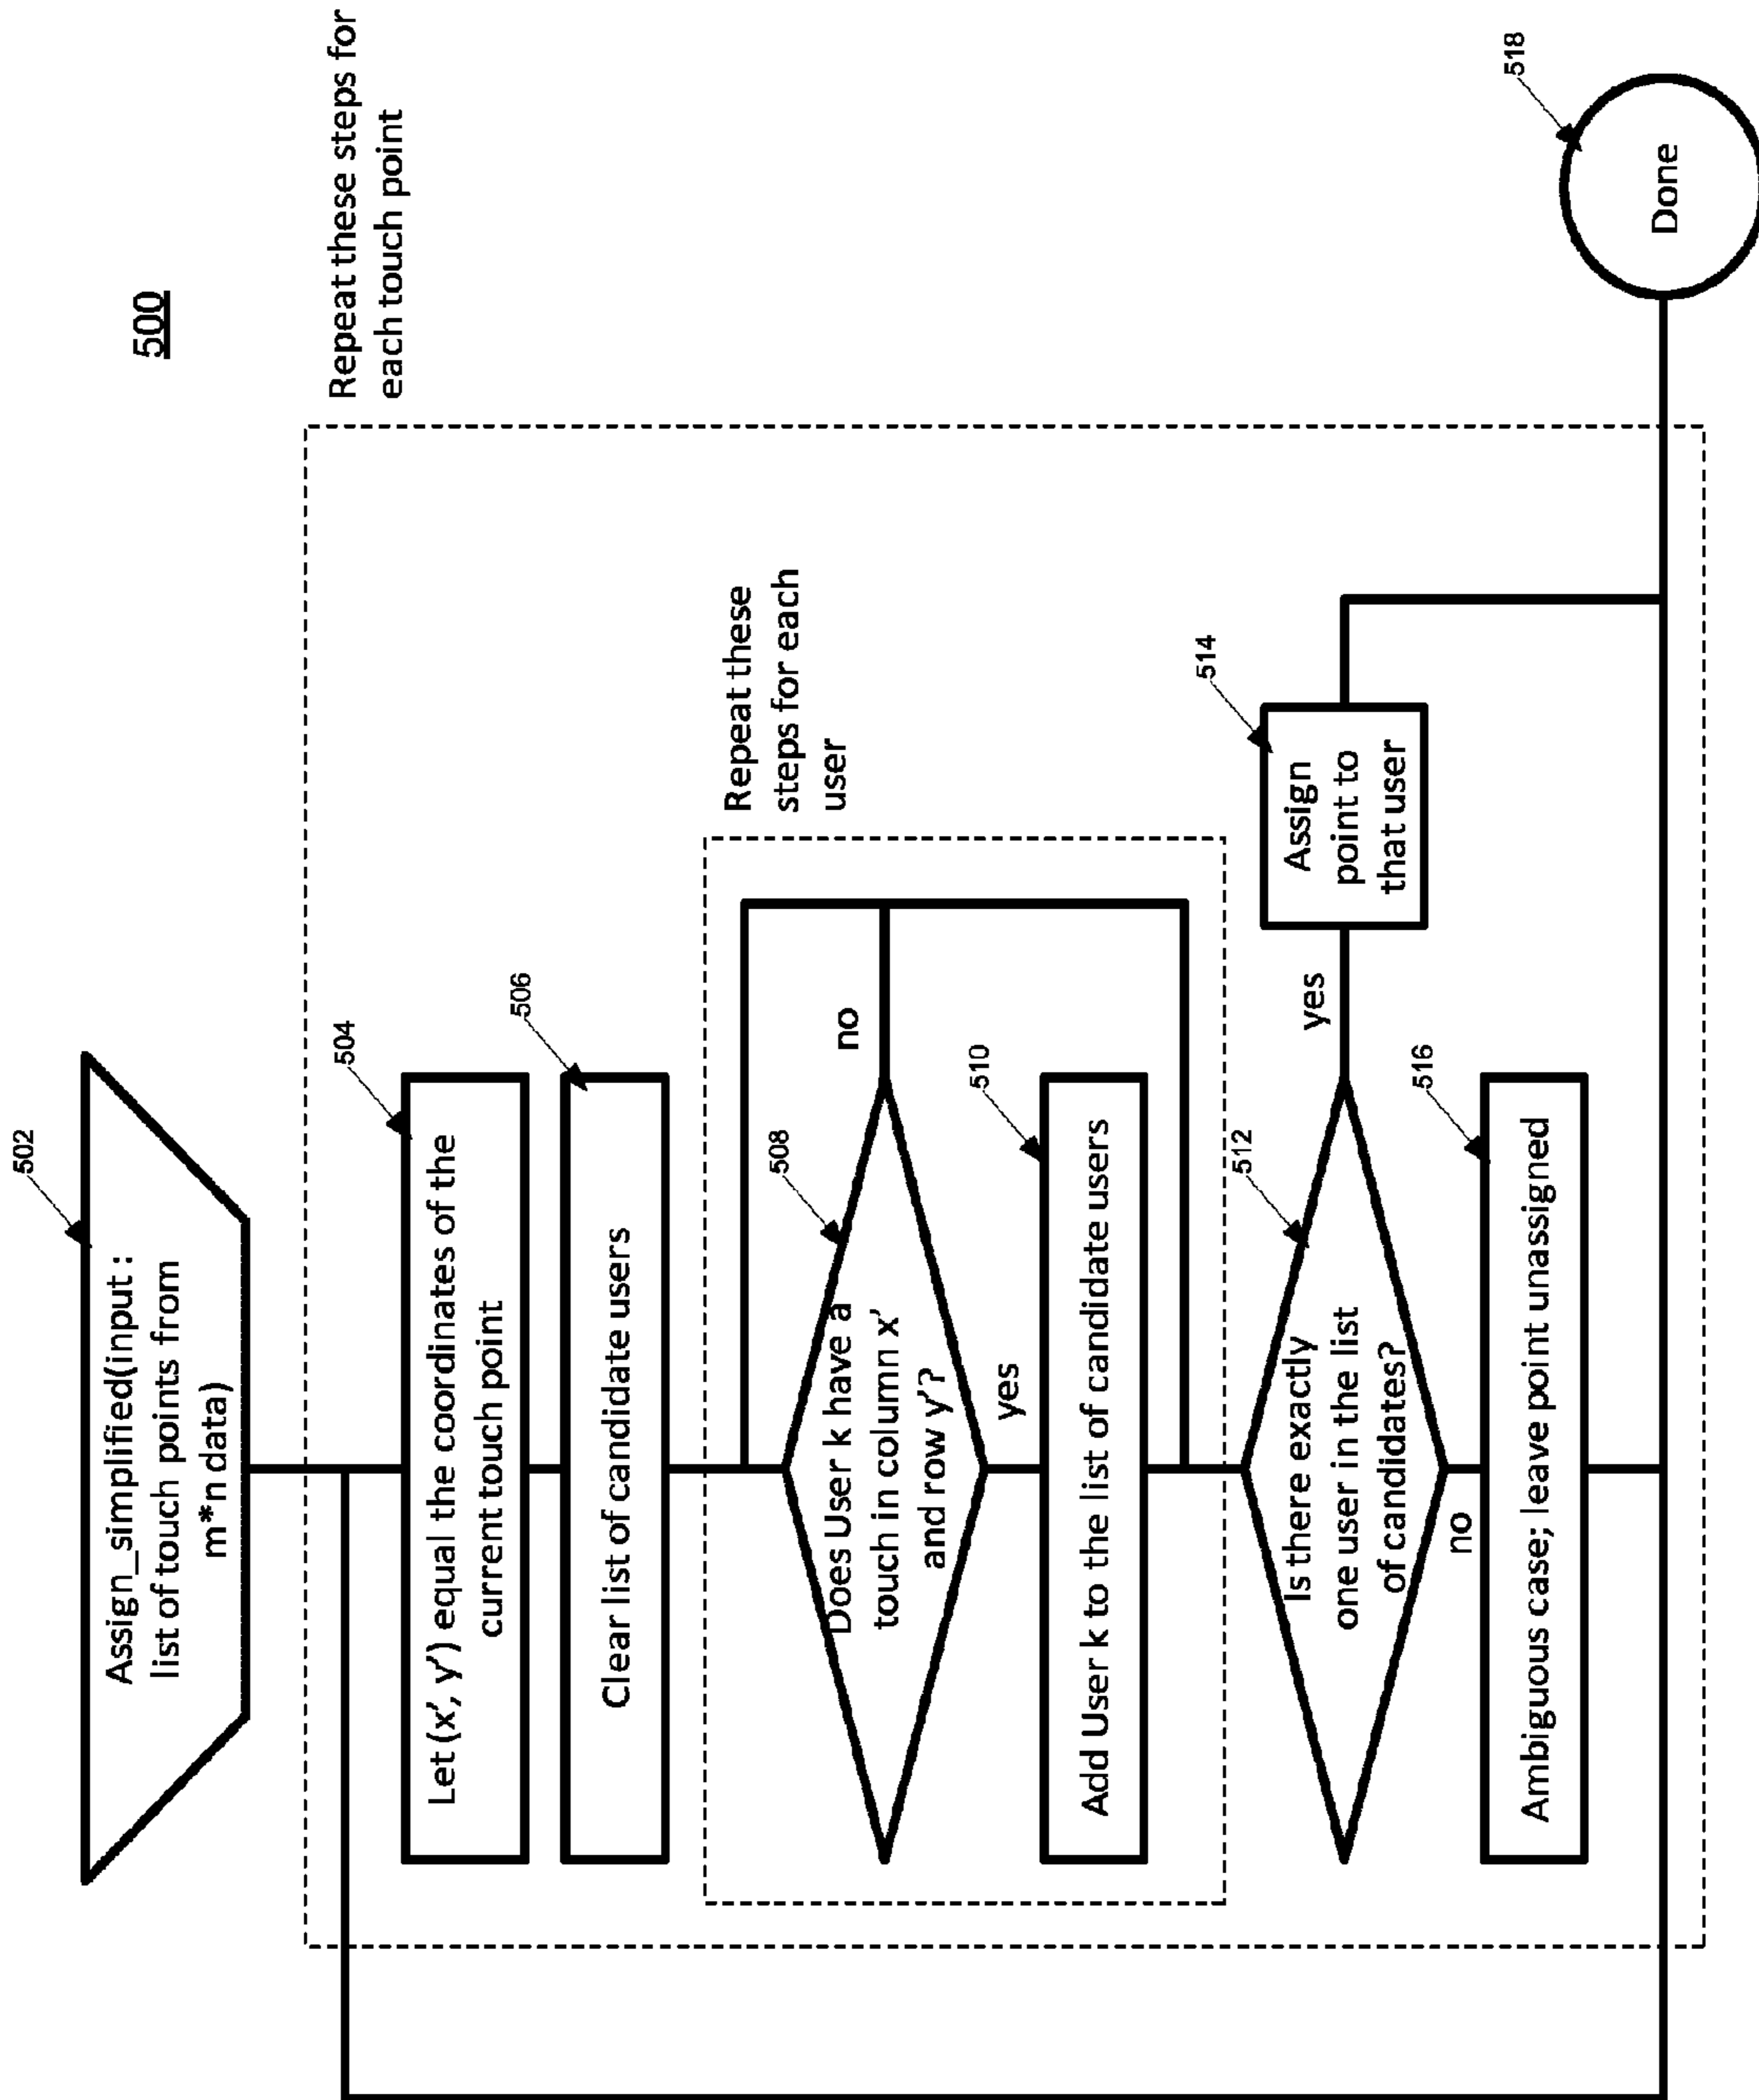 500
502
Assign_simplified(input :
list of touch points from
m*n data)
Repeat these steps for
each touch point
504
Let (x’, y’) equal the coordinates of the
current touch point
506
Clear list of candidate users
Repeat these
steps for each
user
508
Does User k have a
touch in column x’
and row y’?
no
yes
510
Add User k to the list of candidate users
512
Is there exactly
one user in the list
of candidates?
yes
514
Assign
point to
that user
no
516
Ambiguous case; leave point unassigned
518
Done